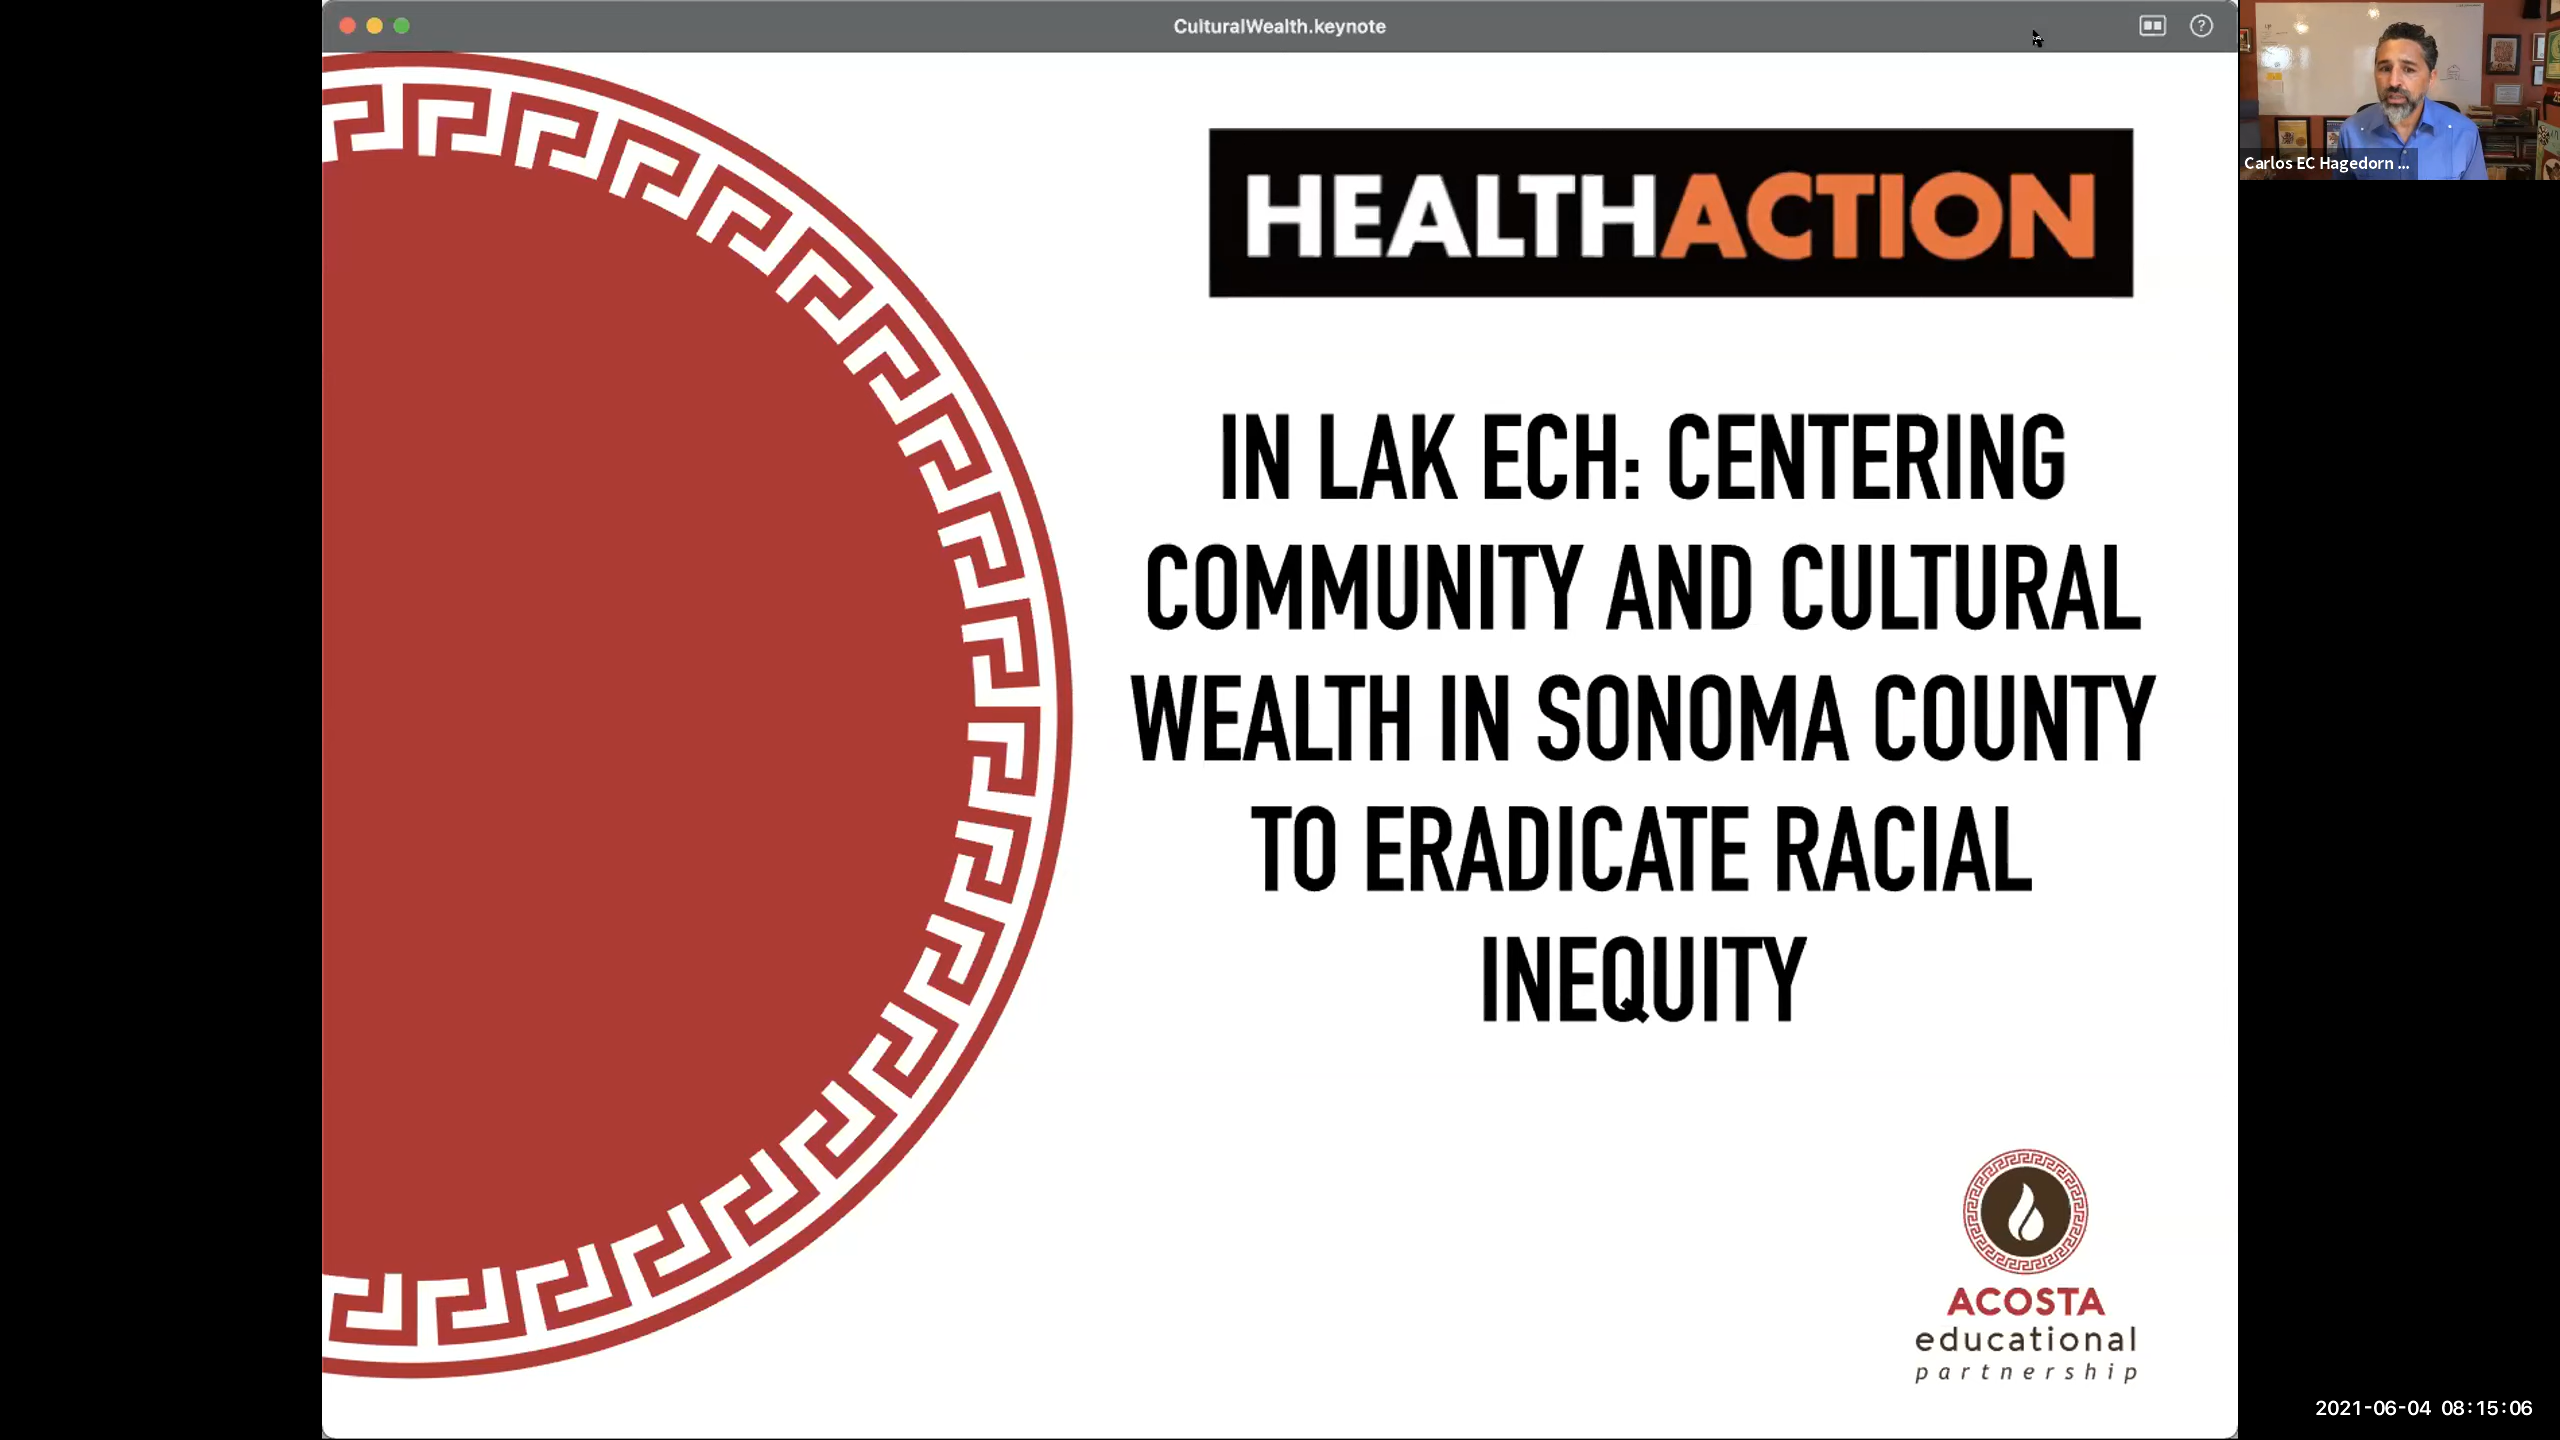 CulturalWealth.keynote
Carlos EC Hagedorn ...
HEALTHACTION
IN LAK ECH: CENTERING
COMMUNITY AND CULTURAL
WEALTH IN SONOMA COUNTY
TO ERADICATE RACIAL
INEQUITY
ACOSTA
educational
partnership
2021-06-04 08:15:06